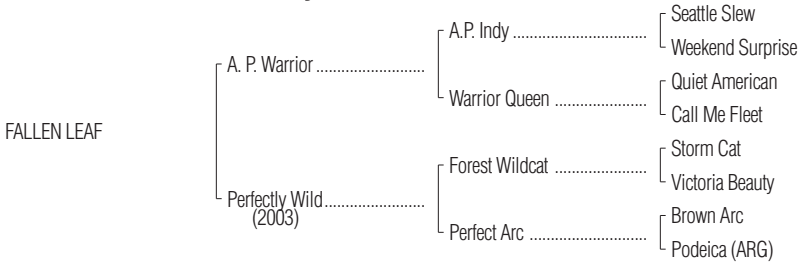 Seattle Slew
A.P. Indy
Weekend Surprise
A. P. Warrior
Quiet American
Warrior Queen
Call Me Fleet
FALLEN LEAF
Storm Cat
Forest Wildcat
Victoria Beauty
Perfectly Wild
(2003)
Brown Arc
Perfect Arc
Podeica (ARG)